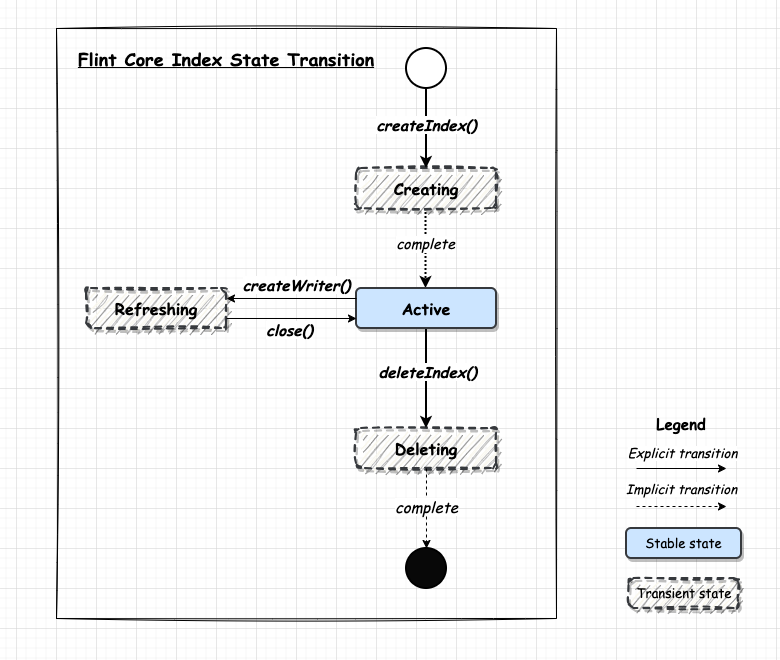 Flint Core Index State Transition
createIndex()
Creating
complete
createWriter()
Refreshing
Active
close()
deleteIndex()
Deleting
complete
Legend
Explicit transition
Implicit transition
Stable state
Transient state